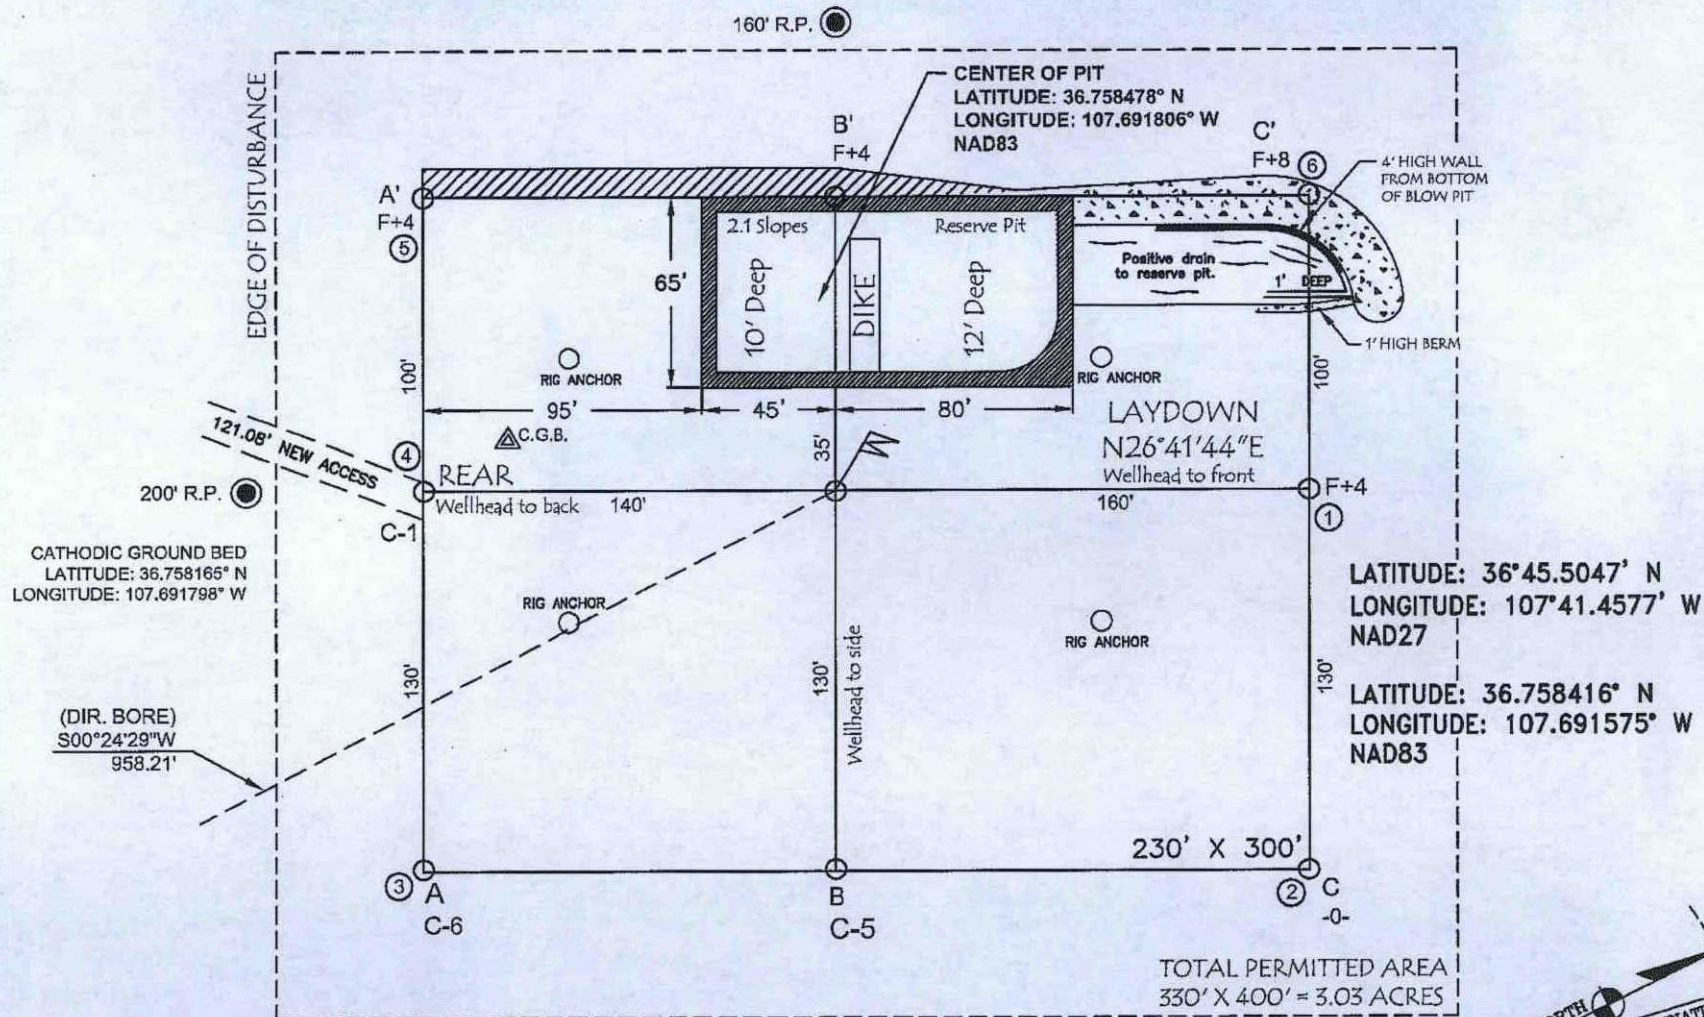 160' R.P.
EDGE OF DISTURBANCE
CENTER OF PIT
LATITUDE: 36.758478° N
LONGITUDE: 107.691806° W
NAD83
B'
F+4
C'
F+8
6
4' HIGH WALL
FROM BOTTOM
OF BLOW PIT
A'
F+4
5
2.1 Slopes
Reserve Pit
65'
10' Deep
DIKE
12' Deep
Positive drain
to reserve pit.
1' DEEP
1' HIGH BERM
100'
RIG ANCHOR
RIG ANCHOR
100'
95'
45'
80'
LAYDOWN
N26°41'44"E
Wellhead to front
121.08' NEW ACCESS
C.G.B.
35'
4
REAR
Wellhead to back 140'
160'
F+4
1
200' R.P.
C-1
CATHODIC GROUND BED
LATITUDE: 36.758165° N
LONGITUDE: 107.691798° W
RIG ANCHOR
RIG ANCHOR
LATITUDE: 36°45.5047' N
LONGITUDE: 107°41.4577' W
NAD27
LATITUDE: 36.758416° N
LONGITUDE: 107.691575° W
NAD83
130'
130'
Wellhead to side
130'
(DIR. BORE)
S00°24'29"W
958.21'
230' X 300'
3
A
C-6
B
C-5
2
C
-0-
TOTAL PERMITTED AREA
330' X 400' = 3.03 ACRES